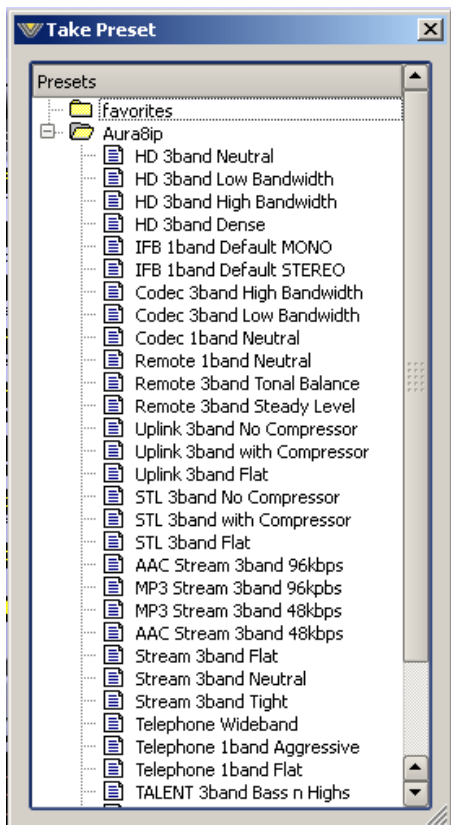 Take Preset
Presets
favorites
Aura8ip
HD 3band Neutral
HD 3band Low Bandwidth
HD 3band High Bandwidth
HD 3band Dense
IFB 1band Default MONO
IFB 1band Default STEREO
Codec 3band High Bandwidth
Codec 3band Low Bandwidth
Codec 1band Neutral
Remote 1band Neutral
Remote 3band Tonal Balance
Remote 3band Steady Level
Uplink 3band No Compressor
Uplink 3band with Compressor
Uplink 3band Flat
STL 3band No Compressor
STL 3band with Compressor
STL 3band Flat
AAC Stream 3band 96kbps
MP3 Stream 3band 96kpbs
MP3 Stream 3band 48kbps
AAC Stream 3band 48kbps
Stream 3band Flat
Stream 3band Neutral
Stream 3band Tight
Telephone Wideband
Telephone 1band Aggressive
Telephone 1band Flat
TALENT 3band Bass n Highs